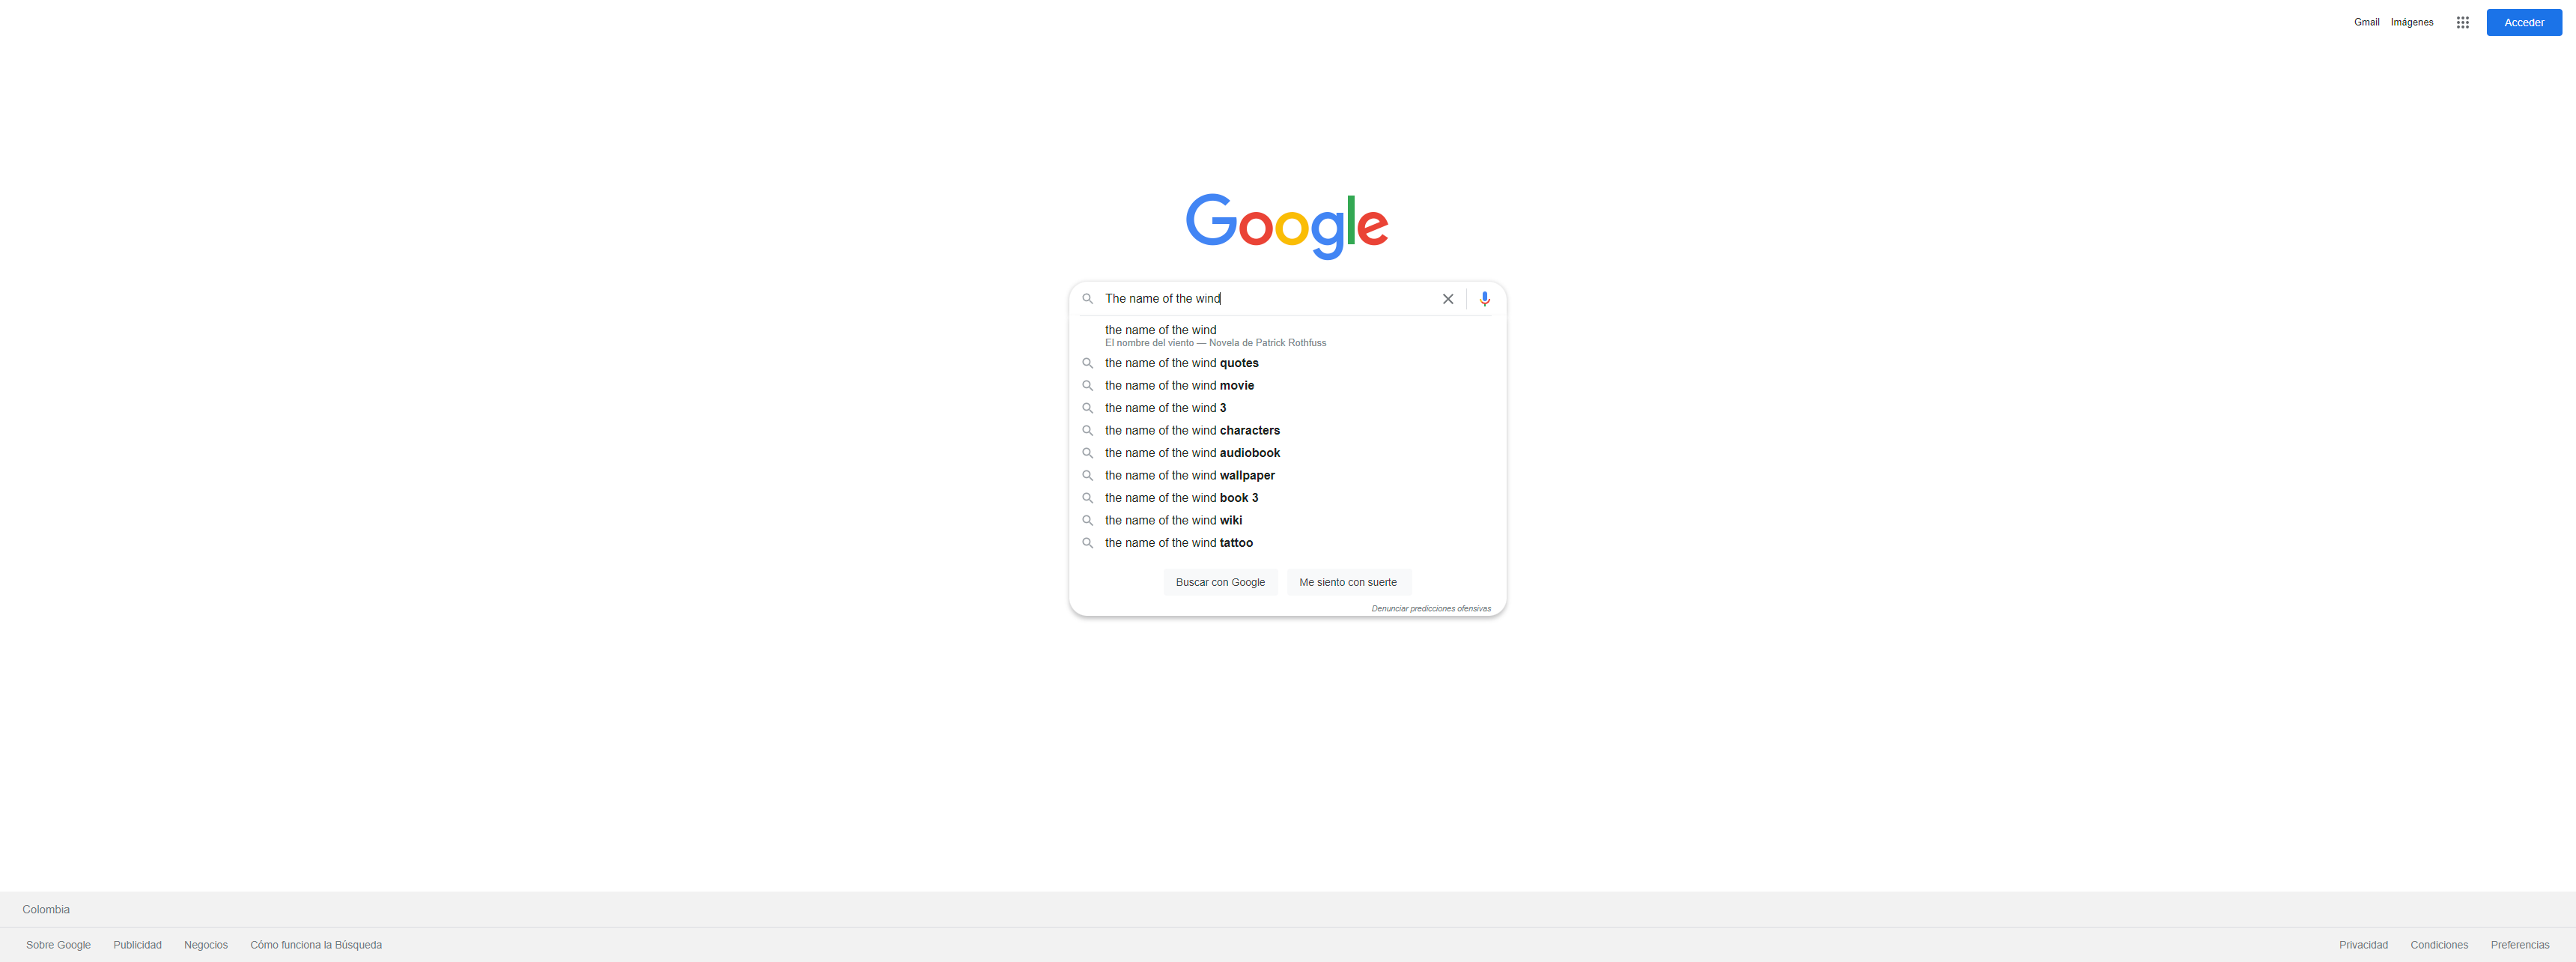 Gmail Imágenes Acceder
Google
The name of the wind
the name of the wind
El nombre del viento — Novela de Patrick Rothfuss
the name of the wind quotes
the name of the wind movie
the name of the wind 3
the name of the wind characters
the name of the wind audiobook
the name of the wind wallpaper
the name of the wind book 3
the name of the wind wiki
the name of the wind tattoo
Buscar con Google Me siento con suerte
Denunciar predicciones ofensivas
Colombia
Sobre Google Publicidad Negocios Cómo funciona la Búsqueda Privacidad Condiciones Preferencias